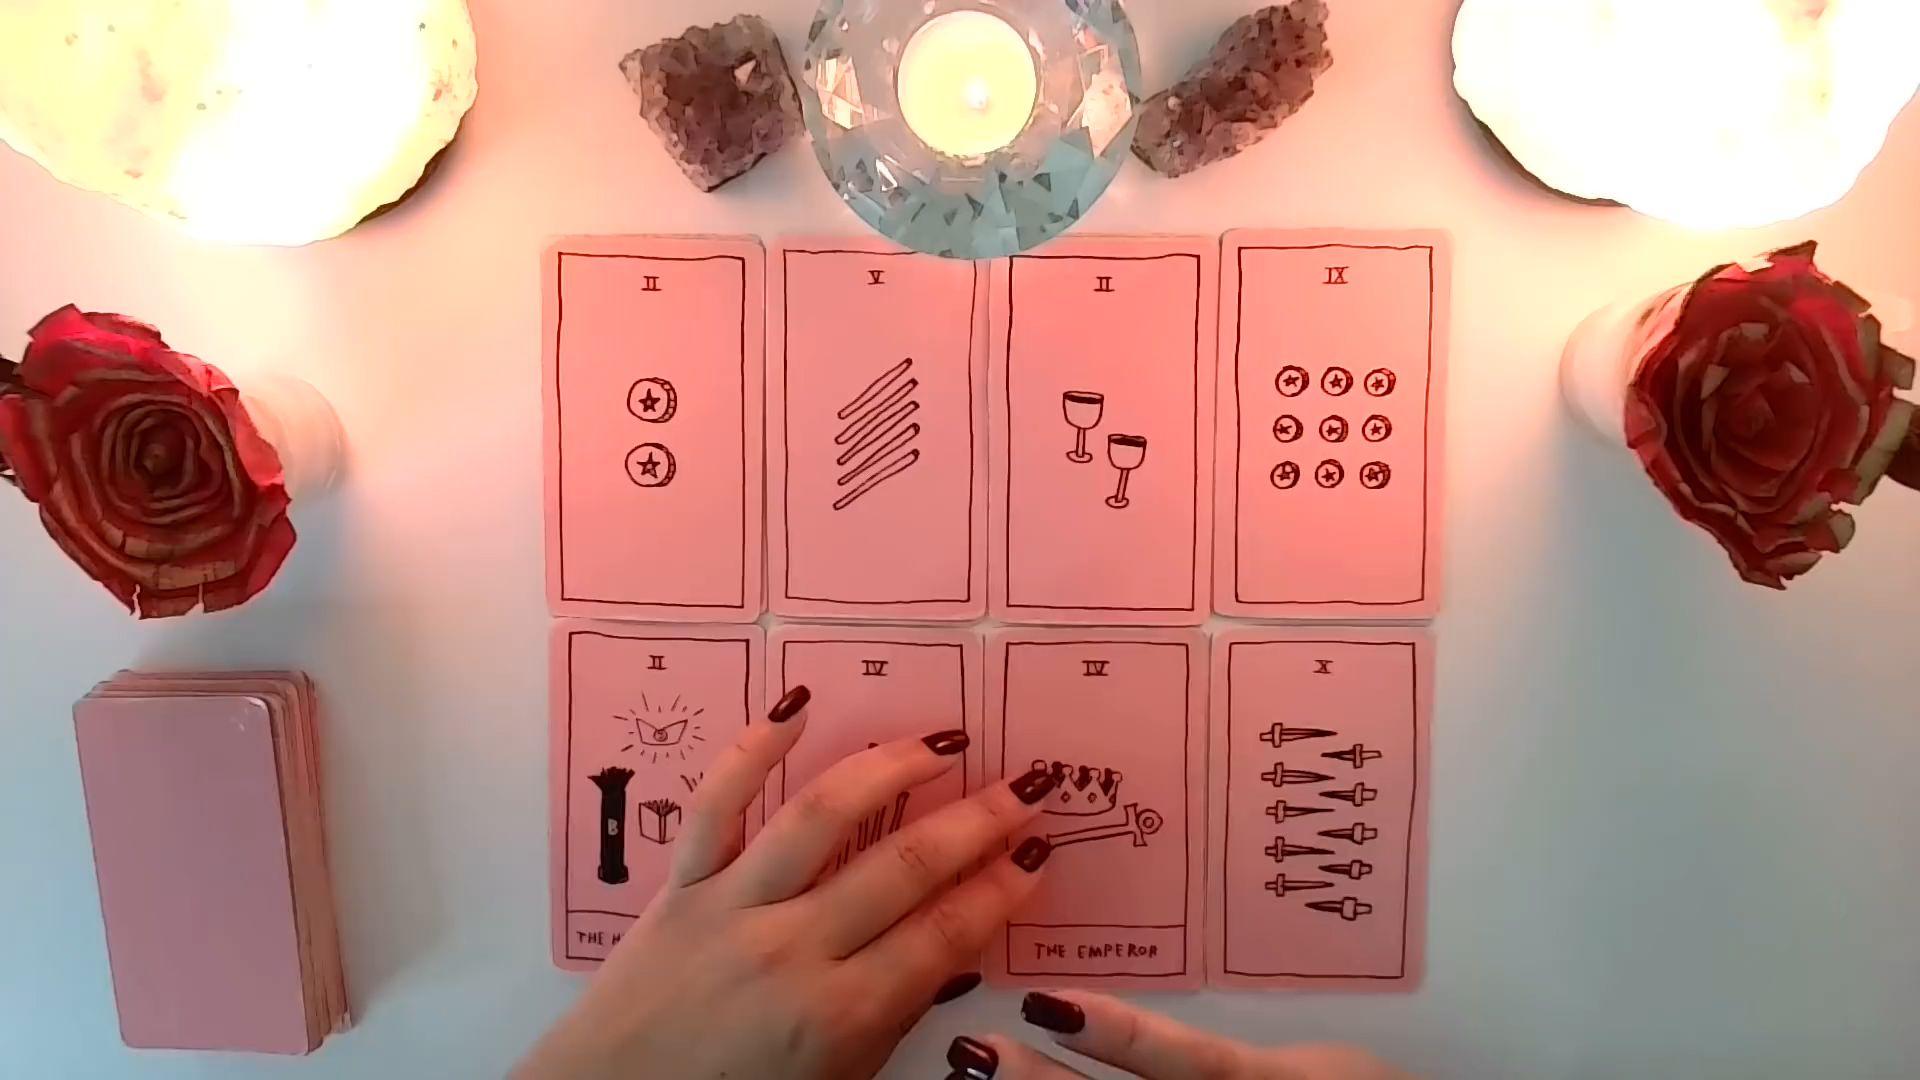 II
V
II
IX
II
IV
IV
X
B
THE
THE EMPEROR